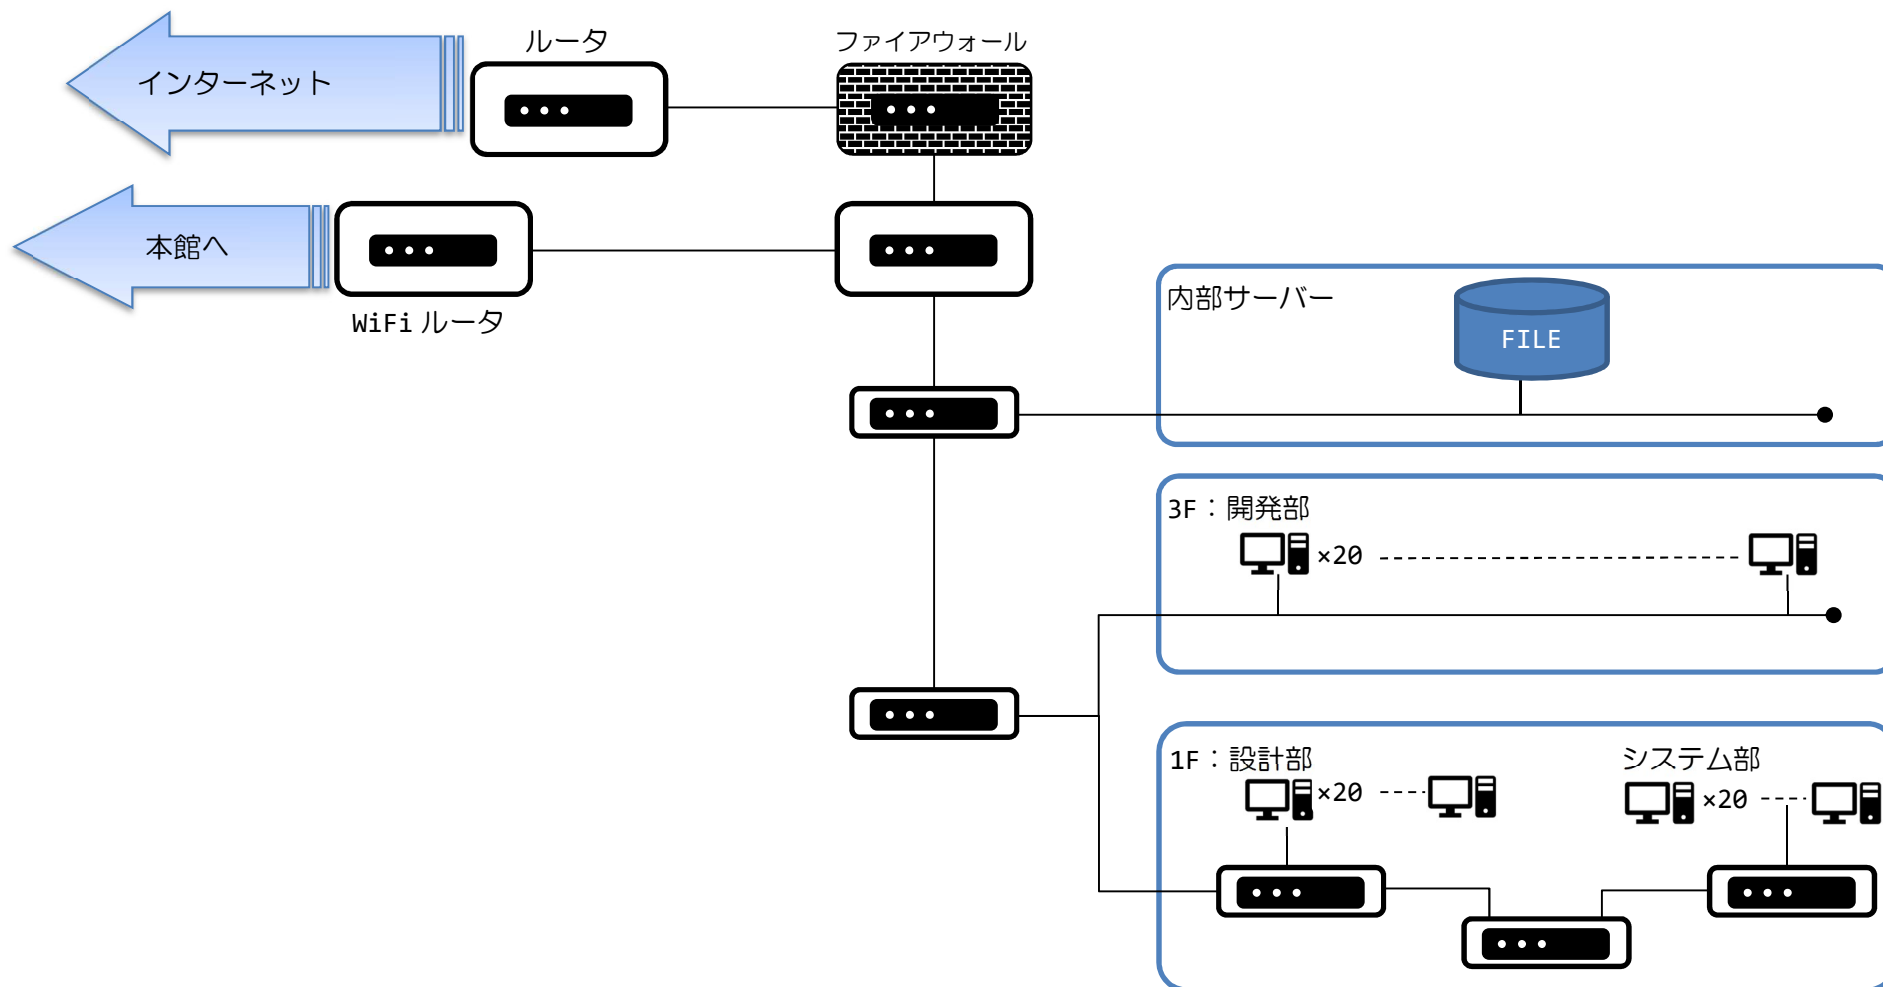 ルータ
ファイアウォール
インターネット
本館へ
WiFi ルータ
内部サーバー
FILE
3F：開発部
×20
1F：設計部
システム部
×20
×20